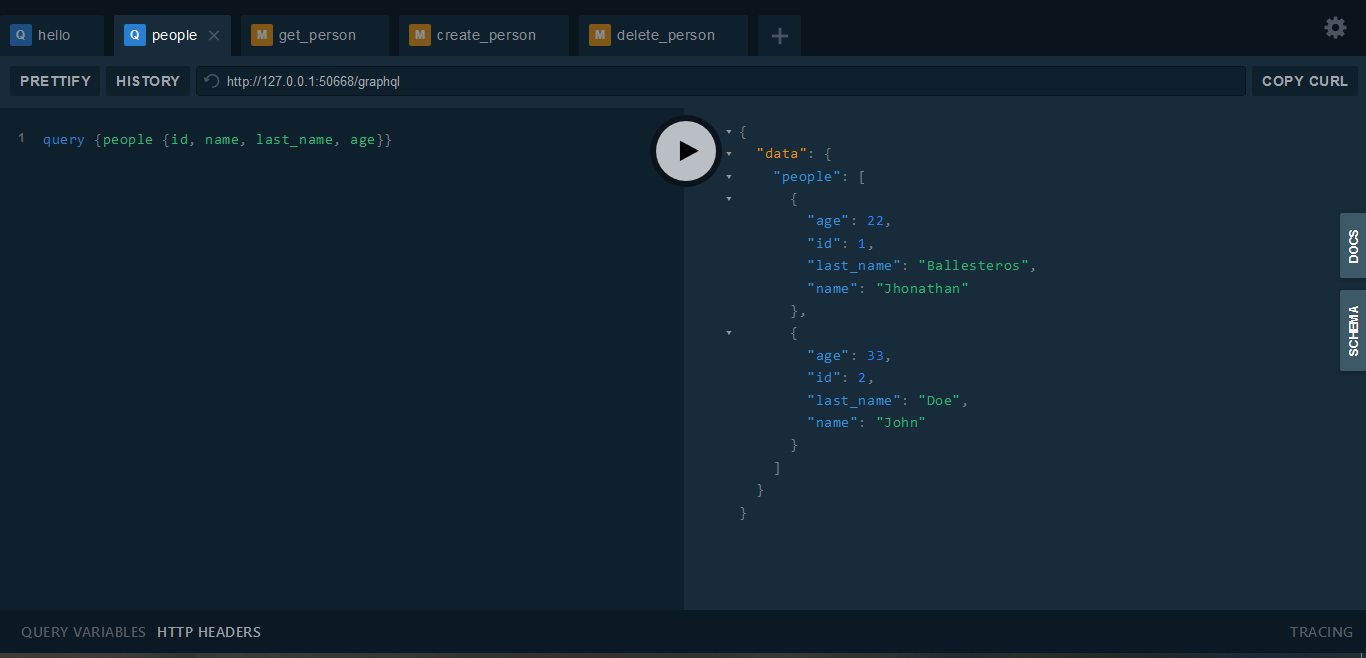 Q hello Q people × M get_person M create_person M delete_person +
PRETTIFY HISTORY http://127.0.0.1:50668/graphql COPY CURL
1 query {people {id, name, last_name, age}}
{
"data": {
"people": [
{
"age": 22,
"id": 1,
"last_name": "Ballesteros",
"name": "Jhonathan"
},
{
"age": 33,
"id": 2,
"last_name": "Doe",
"name": "John"
}
]
}
}
DOCS
SCHEMA
QUERY VARIABLES HTTP HEADERS TRACING